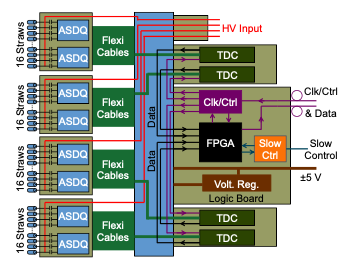 16 Straws
ASDQ
ASDQ
Flexi
Cables
16 Straws
ASDQ
ASDQ
Flexi
Cables
16 Straws
ASDQ
ASDQ
Flexi
Cables
16 Straws
ASDQ
ASDQ
Flexi
Cables
Data
Data
HV Input
TDC
TDC
Clk/Ctrl
FPGA
Slow
Ctrl
Volt. Reg.
Logic Board
TDC
TDC
Clk/Ctrl
& Data
Slow
Control
±5 V